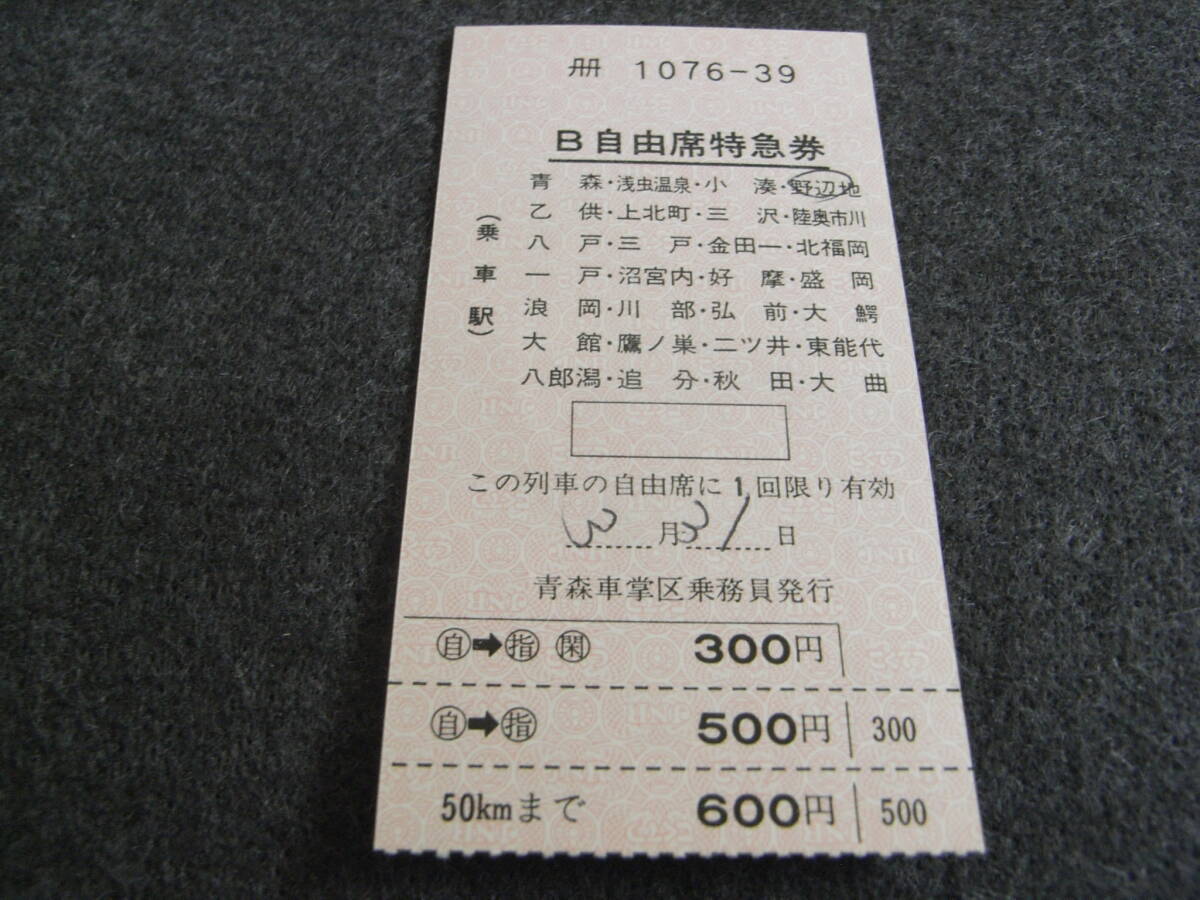 冊 1076-39
B自由席特急券
(乗車駅)
青森・浅虫温泉・小湊・野辺地
乙供・上北町・三沢・陸奥市川
八戸・三戸・金田一・北福岡
一戸・沼宮内・好摩・盛岡
浪岡・川部・弘前・大鰐
大館・鷹ノ巣・二ツ井・東能代
八郎潟・追分・秋田・大曲
この列車の自由席に1回限り有効
3月31日
青森車掌区乗務員発行
自➡指 閑 300円
自➡指 500円 300
50kmまで 600円 500